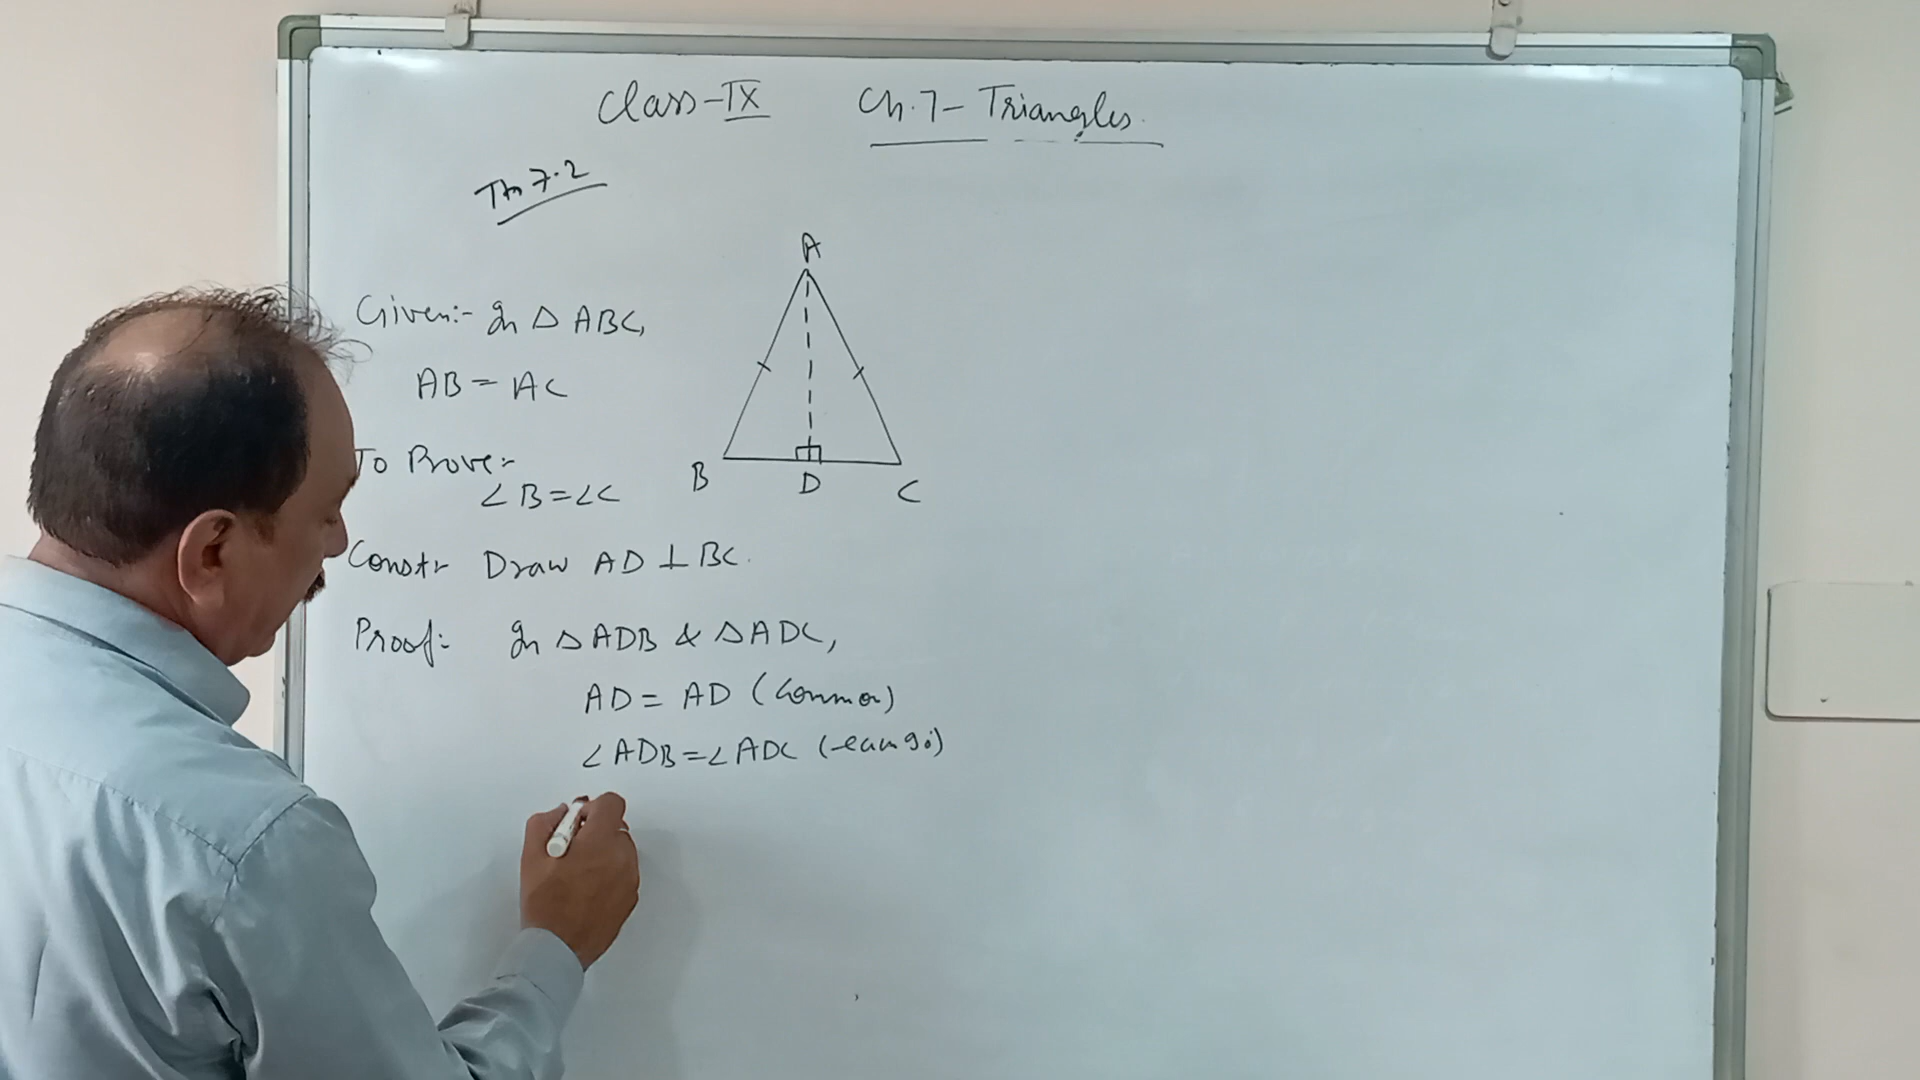 Class-IX Ch.7- Triangles.
Th 7.2
Given:- In △ ABC,
AB = AC
To Prove:-
∠B=∠C
A
B D C
Const:- Draw AD ⊥ BC.
Proof:- In △ADB & △ADC,
AD = AD (Common)
∠ADB=∠ADC (each 90°)